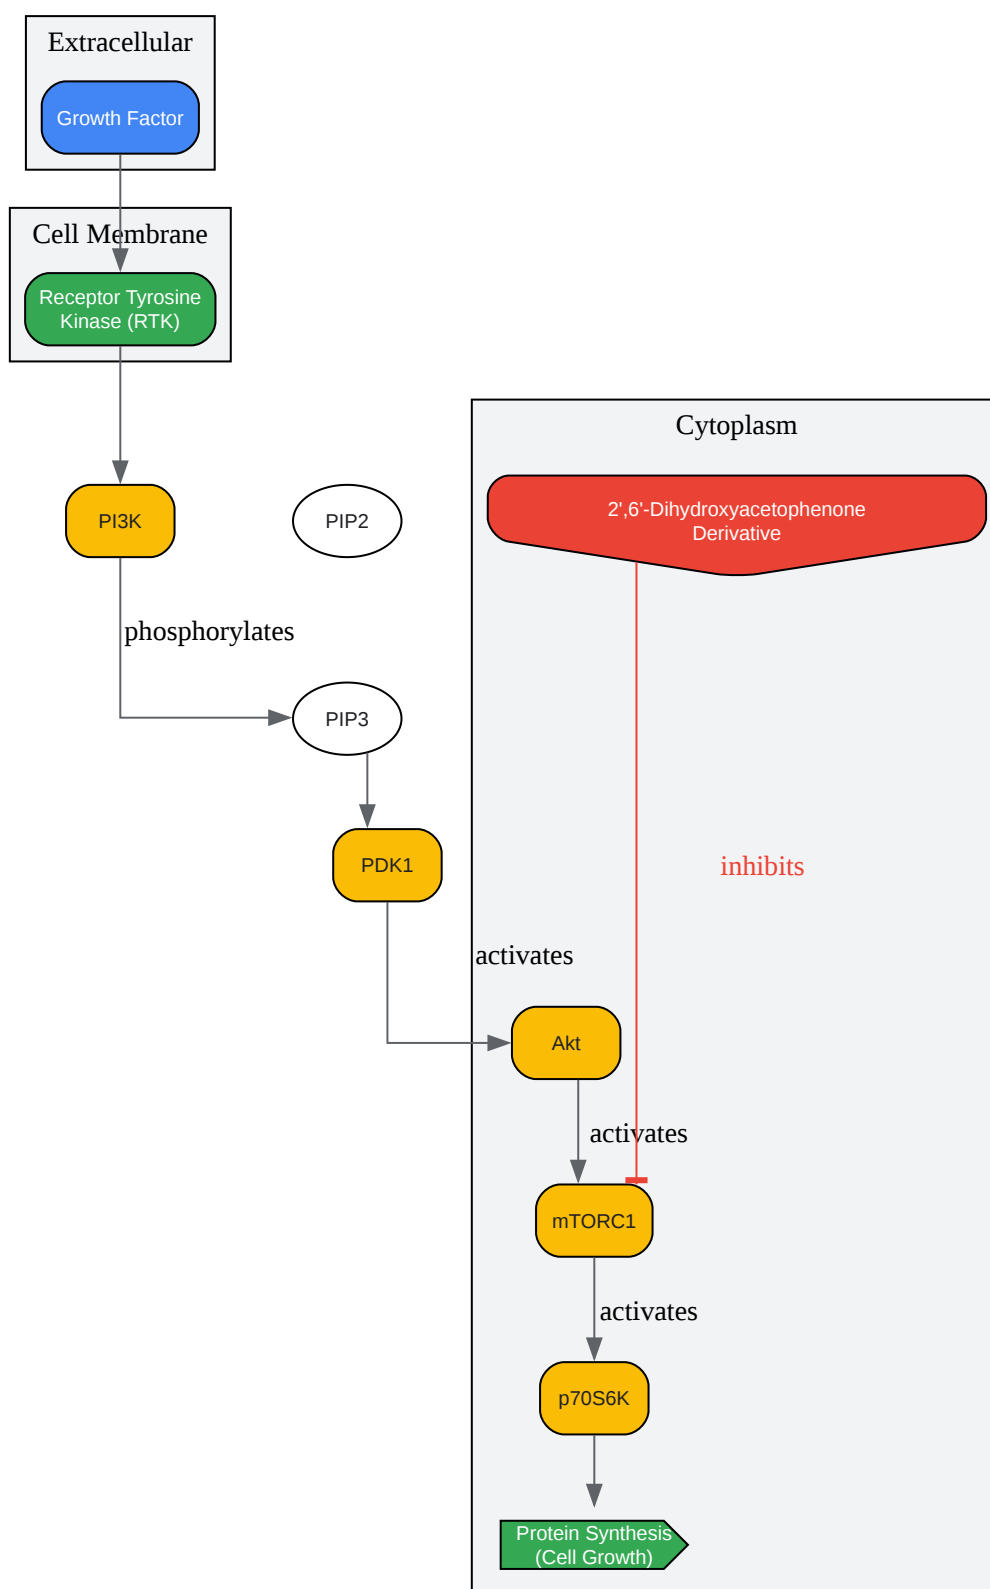 Extracellular
Growth Factor
Cell Membrane
Receptor Tyrosine
Kinase (RTK)
Cytoplasm
PI3K
PIP2
2',6'-Dihydroxyacetophenone
Derivative
phosphorylates
PIP3
PDK1
inhibits
activates
Akt
activates
mTORC1
activates
p70S6K
Protein Synthesis
(Cell Growth)